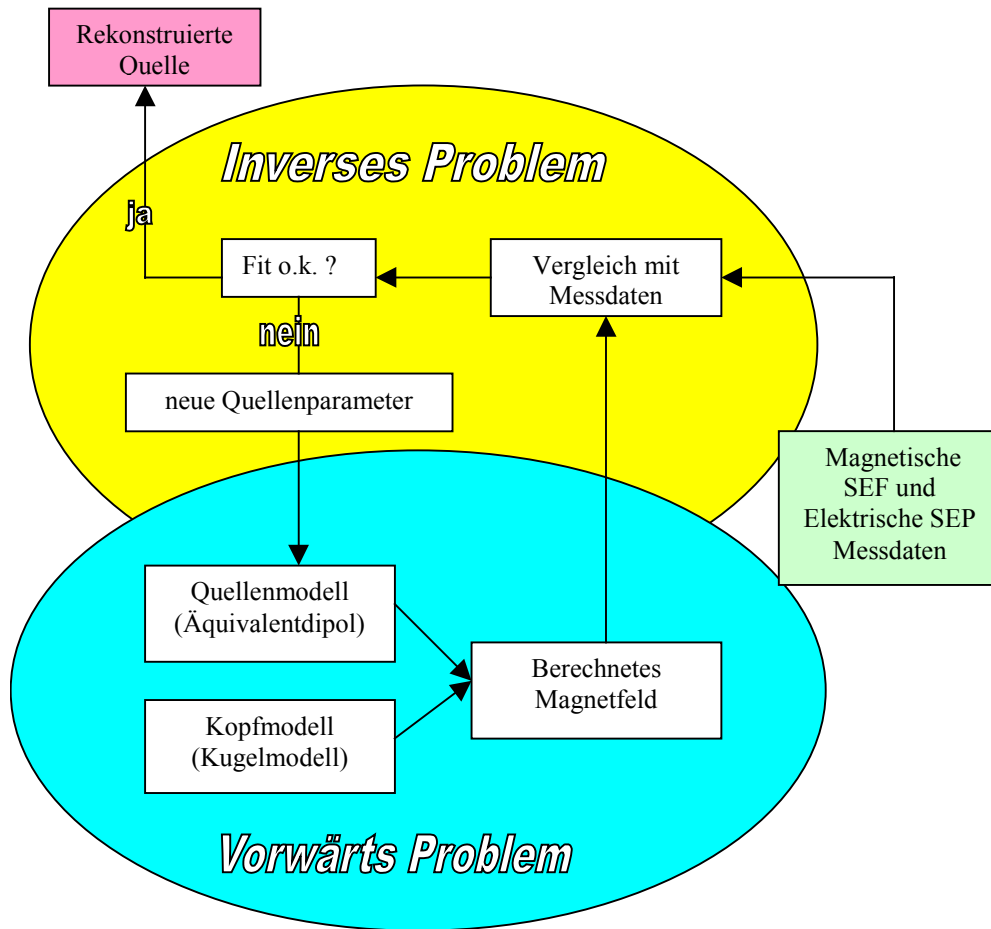 Rekonstruierte
Quelle
Inverses Problem
ja
Fit o.k. ?
Vergleich mit
Messdaten
nein
neue Quellenparameter
Magnetische
SEF und
Elektrische SEP
Messdaten
Quellenmodell
(Äquivalentdipol)
Berechnetes
Magnetfeld
Kopfmodell
(Kugelmodell)
Vorwärts Problem